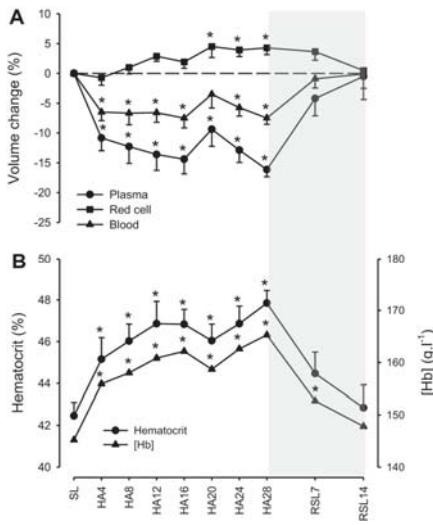 A
10
5
0
-5
-10
-15
-20
-25
Volume change (%)
Plasma
Red cell
Blood
* * * * * * * * * * * * * * * * *
B
50
48
46
44
42
40
Hematocrit (%)
180
170
160
150
140
[Hb] (g.l⁻¹)
Hematocrit
[Hb]
* * * * * * * * * * * * * * *
SL HA4 HA8 HA12 HA16 HA20 HA24 HA28 RSL7 RSL14